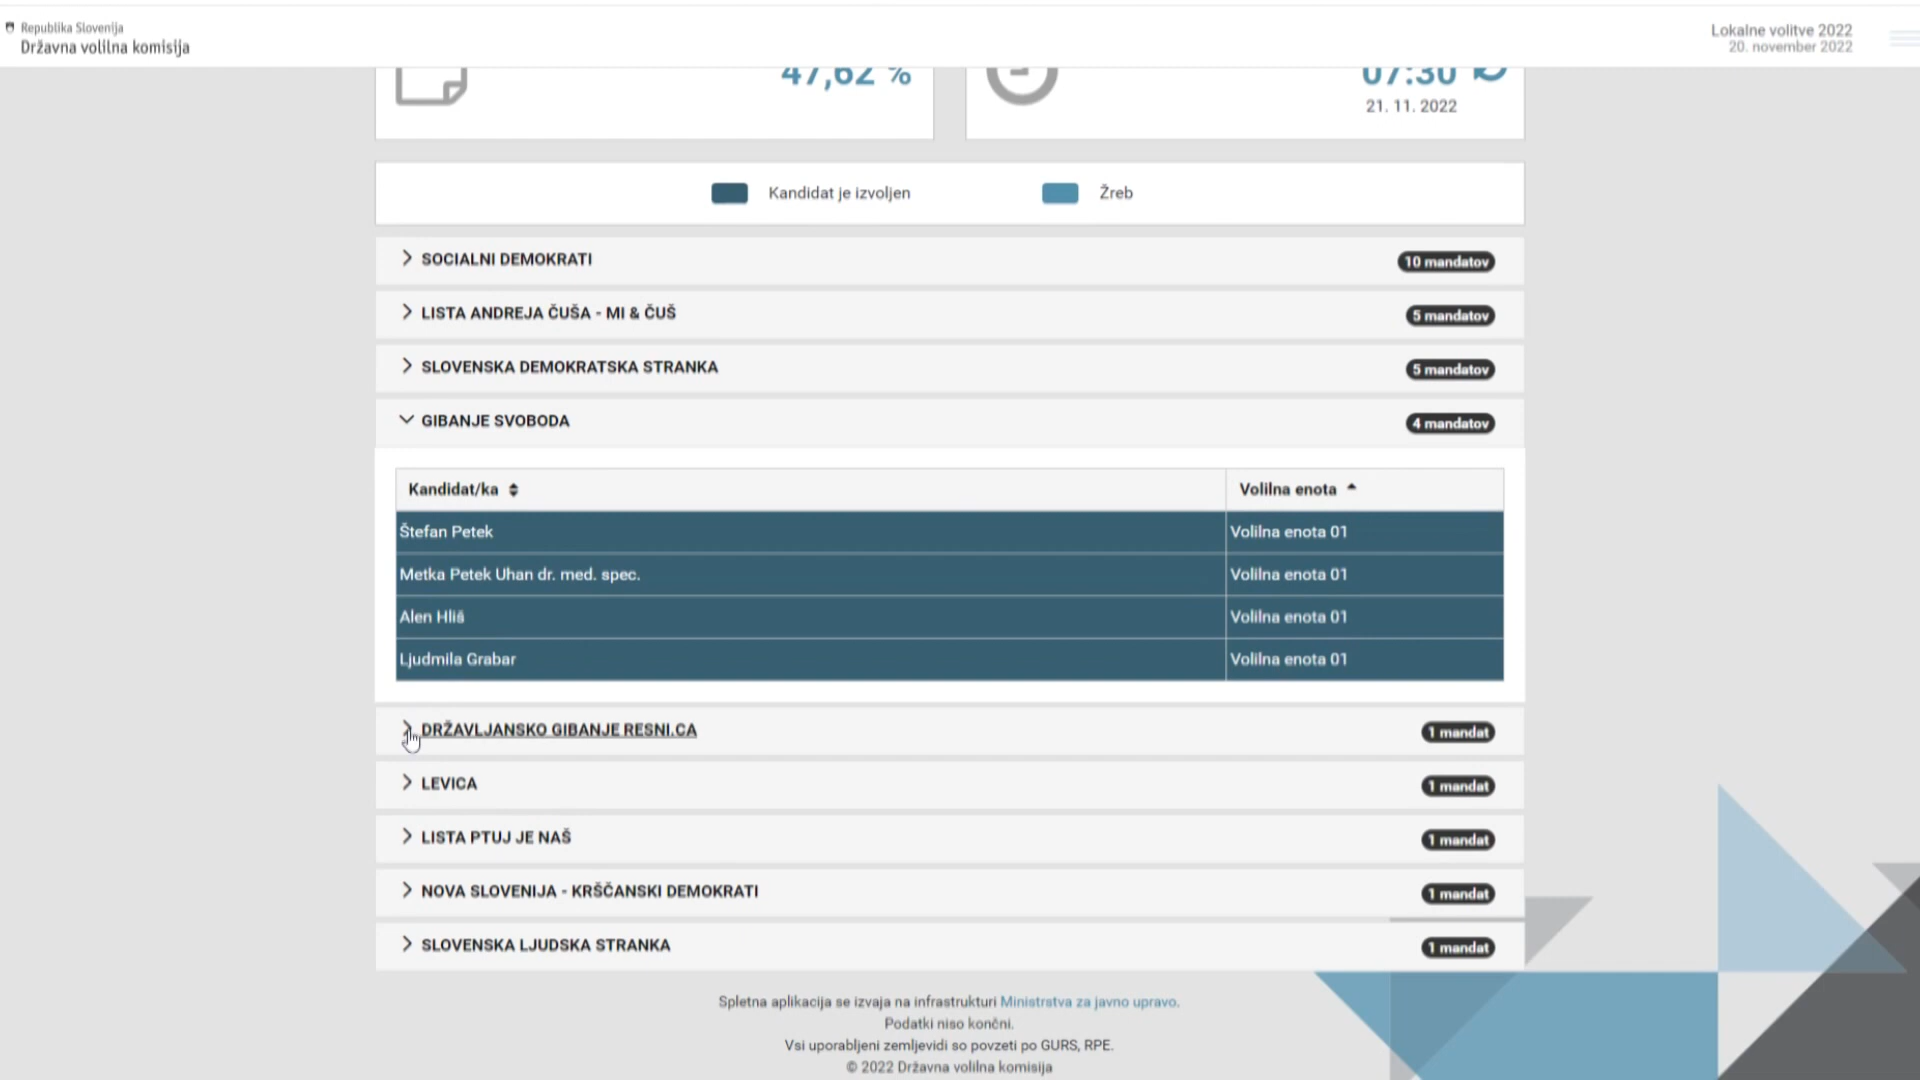 Republika Slovenija
Državna volilna komisija
Lokalne volitve 2022
20. november 2022
47,62 %
07:30
21. 11. 2022
Kandidat je izvoljen
Žreb
SOCIALNI DEMOKRATI
10 mandatov
LISTA ANDREJA ČUŠA - MI & ČUŠ
5 mandatov
SLOVENSKA DEMOKRATSKA STRANKA
5 mandatov
GIBANJE SVOBODA
4 mandatov
Kandidat/ka
Volilna enota
Štefan Petek
Volilna enota 01
Metka Petek Uhan dr. med. spec.
Volilna enota 01
Alen Hliš
Volilna enota 01
Ljudmila Grabar
Volilna enota 01
DRŽAVLJANSKO GIBANJE RESNI.CA
1 mandat
LEVICA
1 mandat
LISTA PTUJ JE NAŠ
1 mandat
NOVA SLOVENIJA - KRŠČANSKI DEMOKRATI
1 mandat
SLOVENSKA LJUDSKA STRANKA
1 mandat
Spletna aplikacija se izvaja na infrastrukturi Ministrstva za javno upravo.
Podatki niso končni.
Vsi uporabljeni zemljevidi so povzeti po GURS, RPE.
© 2022 Državna volilna komisija